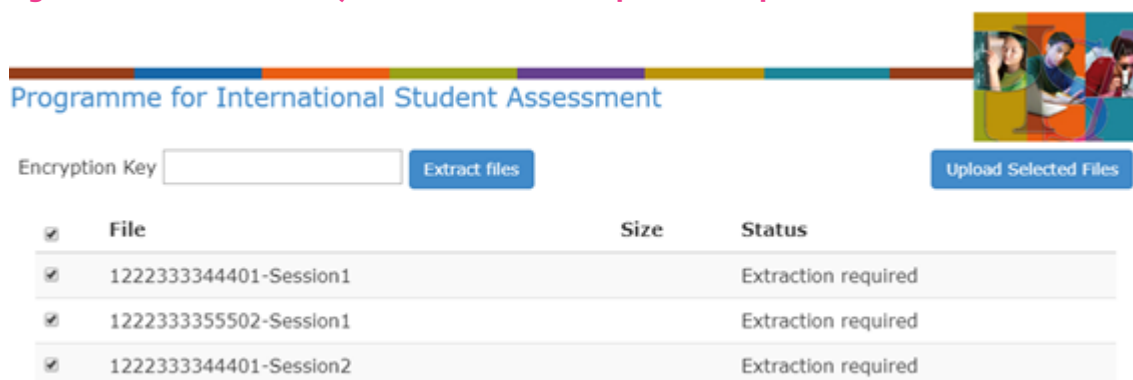 Programme for International Student Assessment
Encryption Key Extract files Upload Selected Files
File Size Status
1222333344401-Session1 Extraction required
1222333355502-Session1 Extraction required
1222333344401-Session2 Extraction required